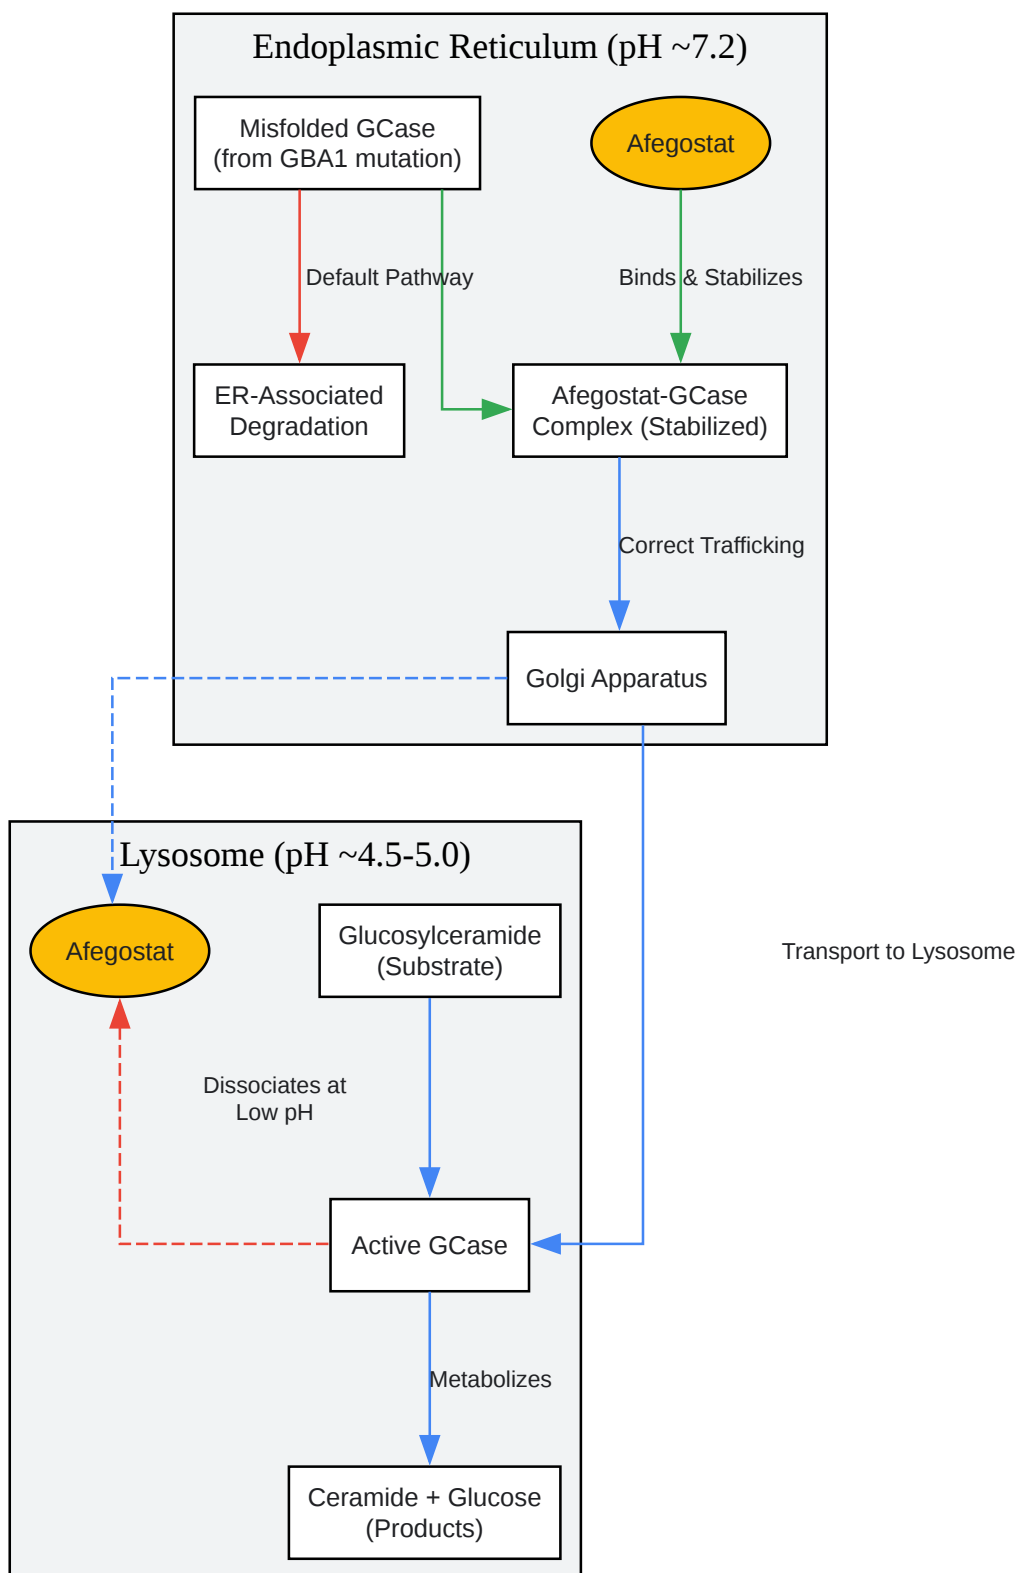 Endoplasmic Reticulum (pH ~7.2)
Misfolded GCase
(from GBA1 mutation)
Afegostat
Default Pathway
Binds & Stabilizes
ER-Associated
Degradation
Afegostat-GCase
Complex (Stabilized)
Correct Trafficking
Golgi Apparatus
Lysosome (pH ~4.5-5.0)
Afegostat
Glucosylceramide
(Substrate)
Transport to Lysosome
Dissociates at
Low pH
Active GCase
Metabolizes
Ceramide + Glucose
(Products)